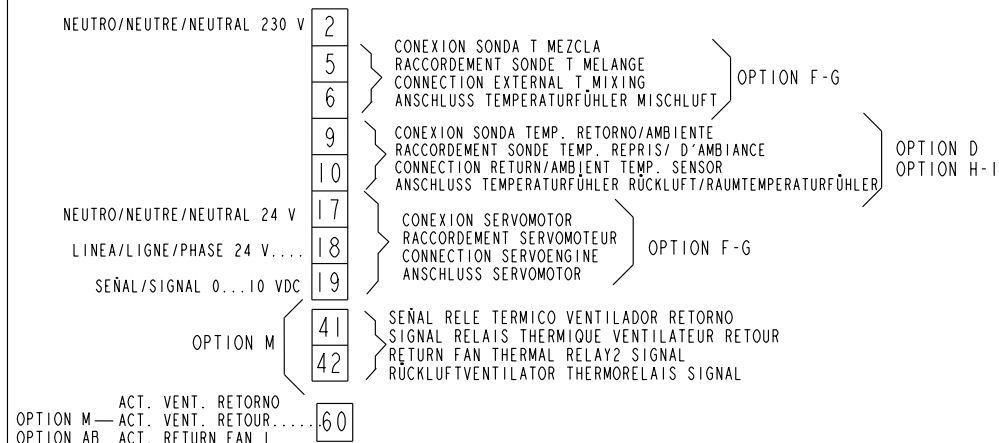 NEUTRO/NEUTRE/NEUTRAL 230 V 2
5
6
CONEXION SONDA T MEZCLA
RACCORDEMENT SONDE T MELANGE
CONNECTION EXTERNAL T MIXING
ANSCHLUSS TEMPERATURFÜHLER MISCHLUFT
OPTION F-G
9
10
CONEXION SONDA TEMP. RETORNO/AMBIENTE
RACCORDEMENT SONDE TEMP. REPRIS/ D'AMBIANCE
CONNECTION RETURN/AMBIENT TEMP. SENSOR
ANSCHLUSS TEMPERATURFÜHLER RÜCKLUFT/RAUMTEMPERATURFÜHLER
OPTION D
OPTION H-I
NEUTRO/NEUTRE/NEUTRAL 24 V 17
LINEA/LIGNE/PHASE 24 V.... 18
SEÑAL/SIGNAL 0...10 VDC 19
CONEXION SERVOMOTOR
RACCORDEMENT SERVOMOTEUR
CONNECTION SERVOENGINE
ANSCHLUSS SERVOMOTOR
OPTION F-G
OPTION M
41
42
SEÑAL RELE TERMICO VENTILADOR RETORNO
SIGNAL RELAIS THERMIQUE VENTILATEUR RETOUR
RETURN FAN THERMAL RELAY2 SIGNAL
RÜCKLUFTVENTILATOR THERMORELAIS SIGNAL
ACT. VENT. RETORNO
OPTION M — ACT. VENT. RETOUR...... 60
OPTION AB ACT. RETURN FAN 1